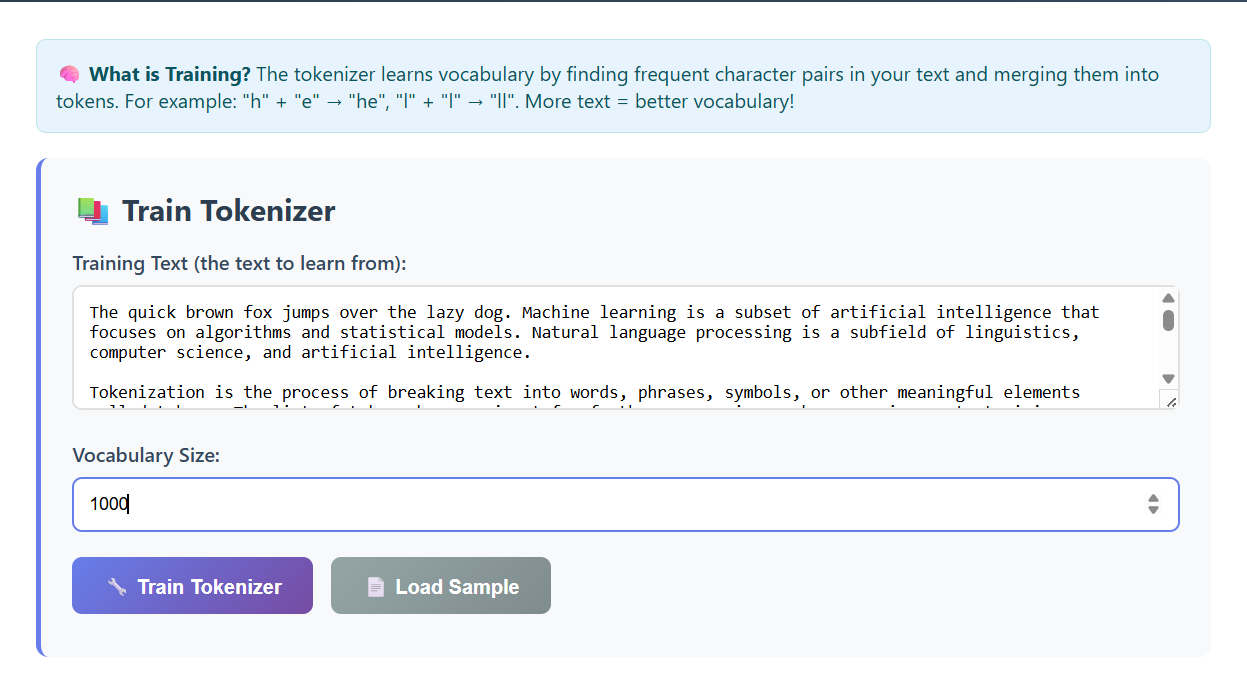 What is Training? The tokenizer learns vocabulary by finding frequent character pairs in your text and merging them into
tokens. For example: "h" + "e" → "he", "l" + "l" → "ll". More text = better vocabulary!
Train Tokenizer
Training Text (the text to learn from):
The quick brown fox jumps over the lazy dog. Machine learning is a subset of artificial intelligence that
focuses on algorithms and statistical models. Natural language processing is a subfield of linguistics,
computer science, and artificial intelligence.
Tokenization is the process of breaking text into words, phrases, symbols, or other meaningful elements
Vocabulary Size:
1000
Train Tokenizer
Load Sample